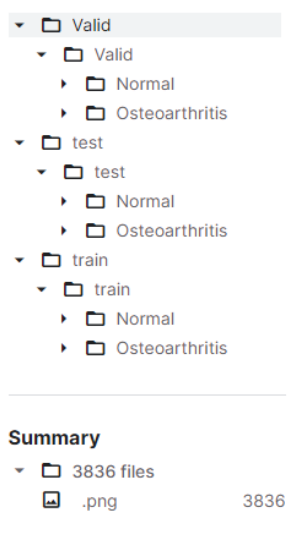 Valid
Valid
Normal
Osteoarthritis
test
test
Normal
Osteoarthritis
train
train
Normal
Osteoarthritis
Summary
3836 files
.png 3836